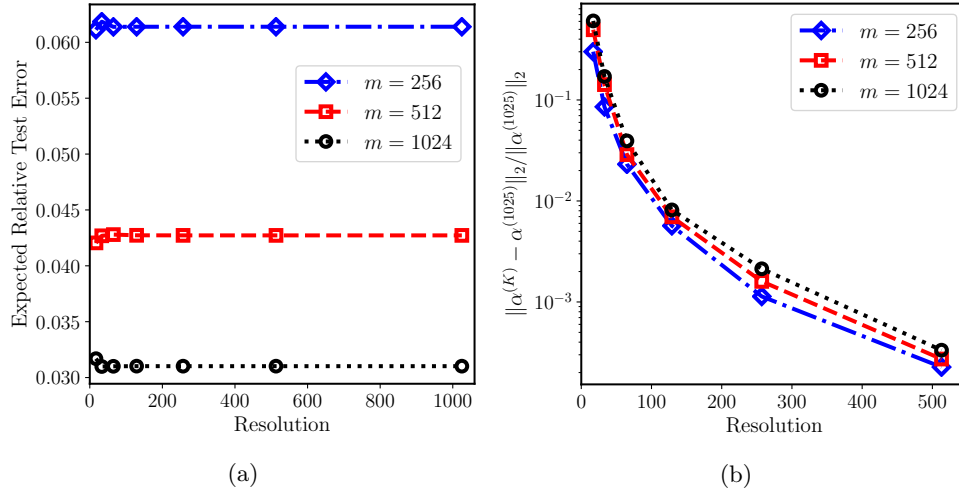 Expected Relative Test Error
0.060
0.055
0.050
0.045
0.040
0.035
0.030
0 200 400 600 800 1000
Resolution
m = 256
m = 512
m = 1024
(a)
||α^(K) − α^(1025)||₂/||α^(1025)||₂
10⁻¹
10⁻²
10⁻³
0 100 200 300 400 500
Resolution
m = 256
m = 512
m = 1024
(b)